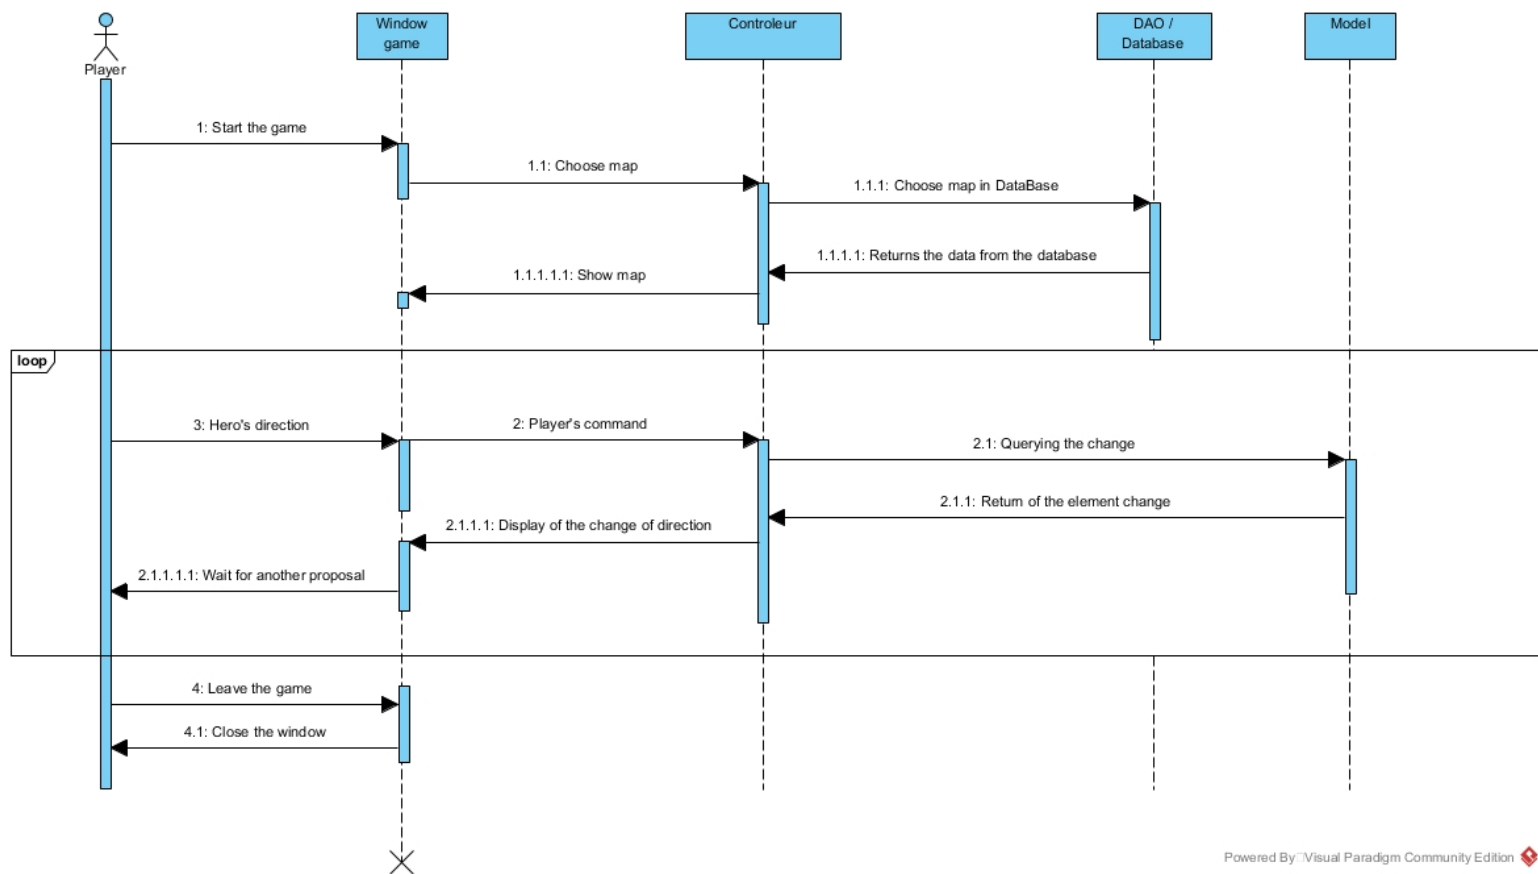 Player
Window
game
Controleur
DAO /
Database
Model
1: Start the game
1.1: Choose map
1.1.1: Choose map in DataBase
1.1.1.1: Returns the data from the database
1.1.1.1.1: Show map
loop
3: Hero's direction
2: Player's command
2.1: Querying the change
2.1.1: Return of the element change
2.1.1.1: Display of the change of direction
2.1.1.1.1: Wait for another proposal
4: Leave the game
4.1: Close the window
Powered By Visual Paradigm Community Edition